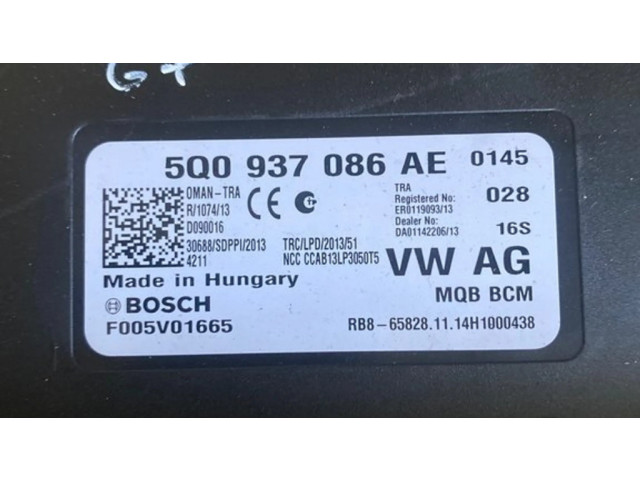 G7
5Q0 937 086 AE 0145
OMAN-TRA
R/1074/13
D090016
30688/SDPPI/2013
4211
CE
TRC/LPD/2013/51
NCC CCAB13LP3050T5
TRA
Registered No:
ER0119093/13
Dealer No:
DA01142206/13
028
16S
VW AG
MQB BCM
Made in Hungary
BOSCH
F005V01665
RB8-65828.11.14H1000438